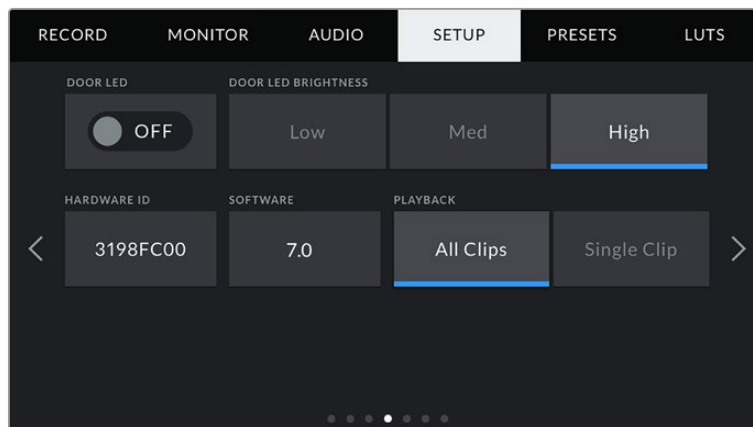 RECORD MONITOR AUDIO SETUP PRESETS LUTS
DOOR LED DOOR LED BRIGHTNESS
OFF Low Med High
HARDWARE ID SOFTWARE PLAYBACK
3198FC00 7.0 All Clips Single Clip